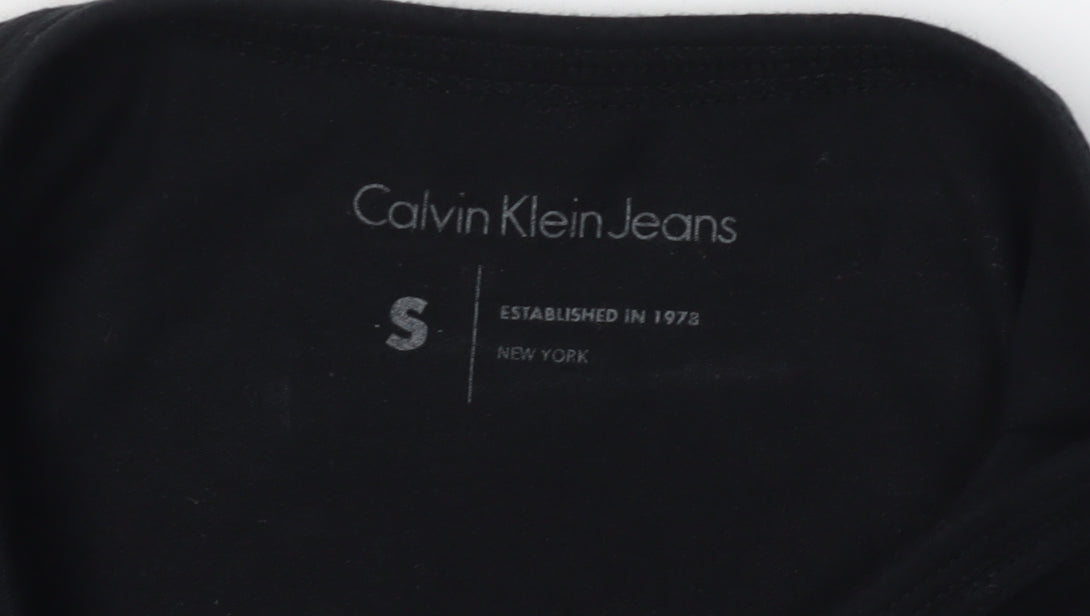 Calvin Klein Jeans
S
ESTABLISHED IN 1978
NEW YORK